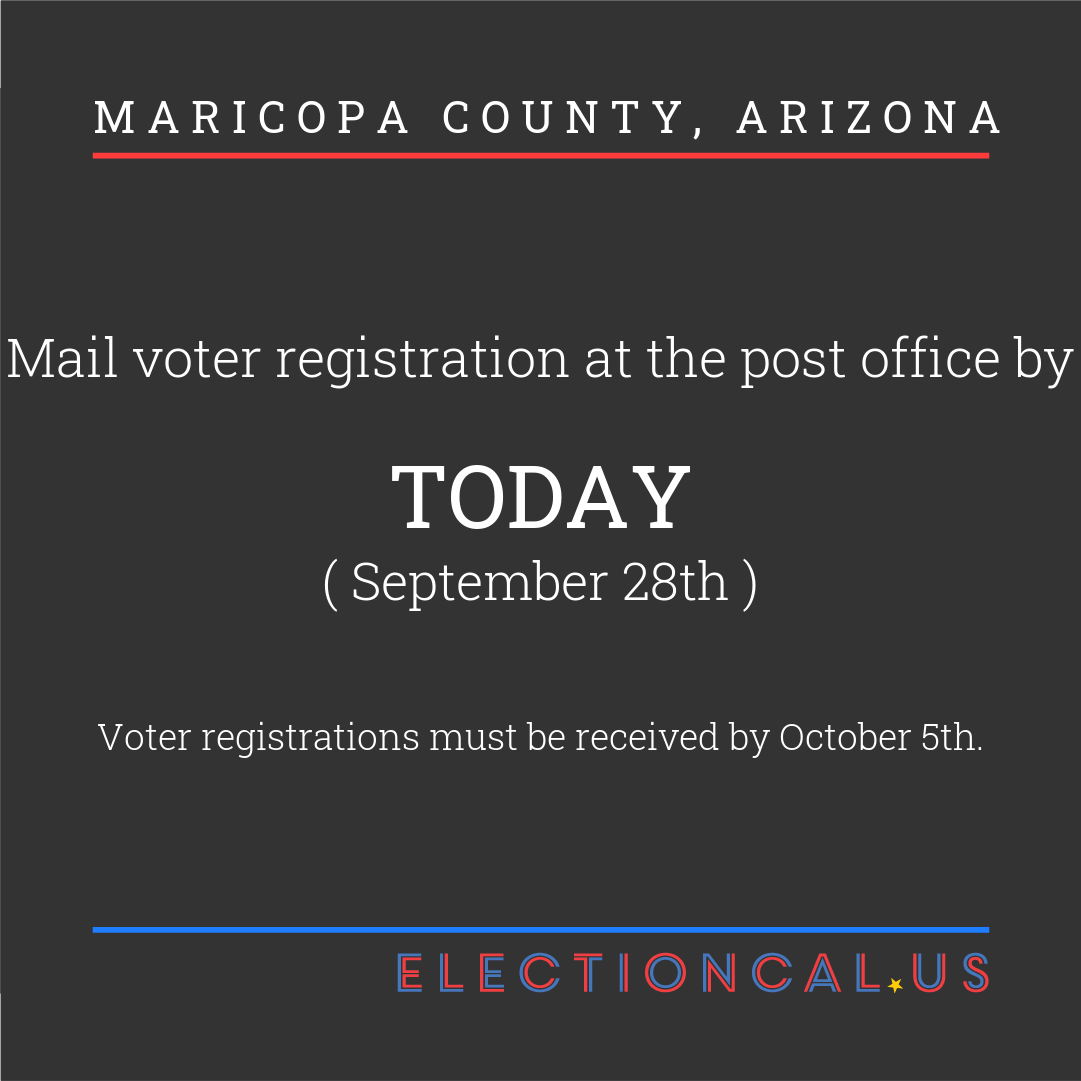 MARICOPA COUNTY, ARIZONA
Mail voter registration at the post office by
TODAY
( September 28th )
Voter registrations must be received by October 5th.
ELECTIONCAL.US